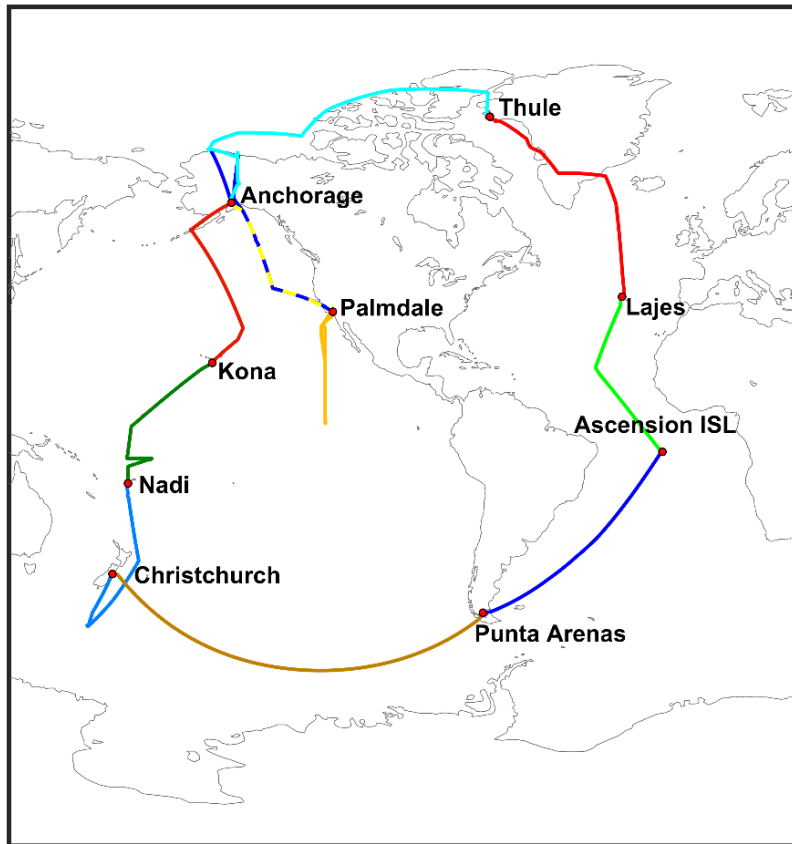 Thule
Anchorage
Lajes
Palmdale
Kona
Ascension ISL
Nadi
Christchurch
Punta Arenas